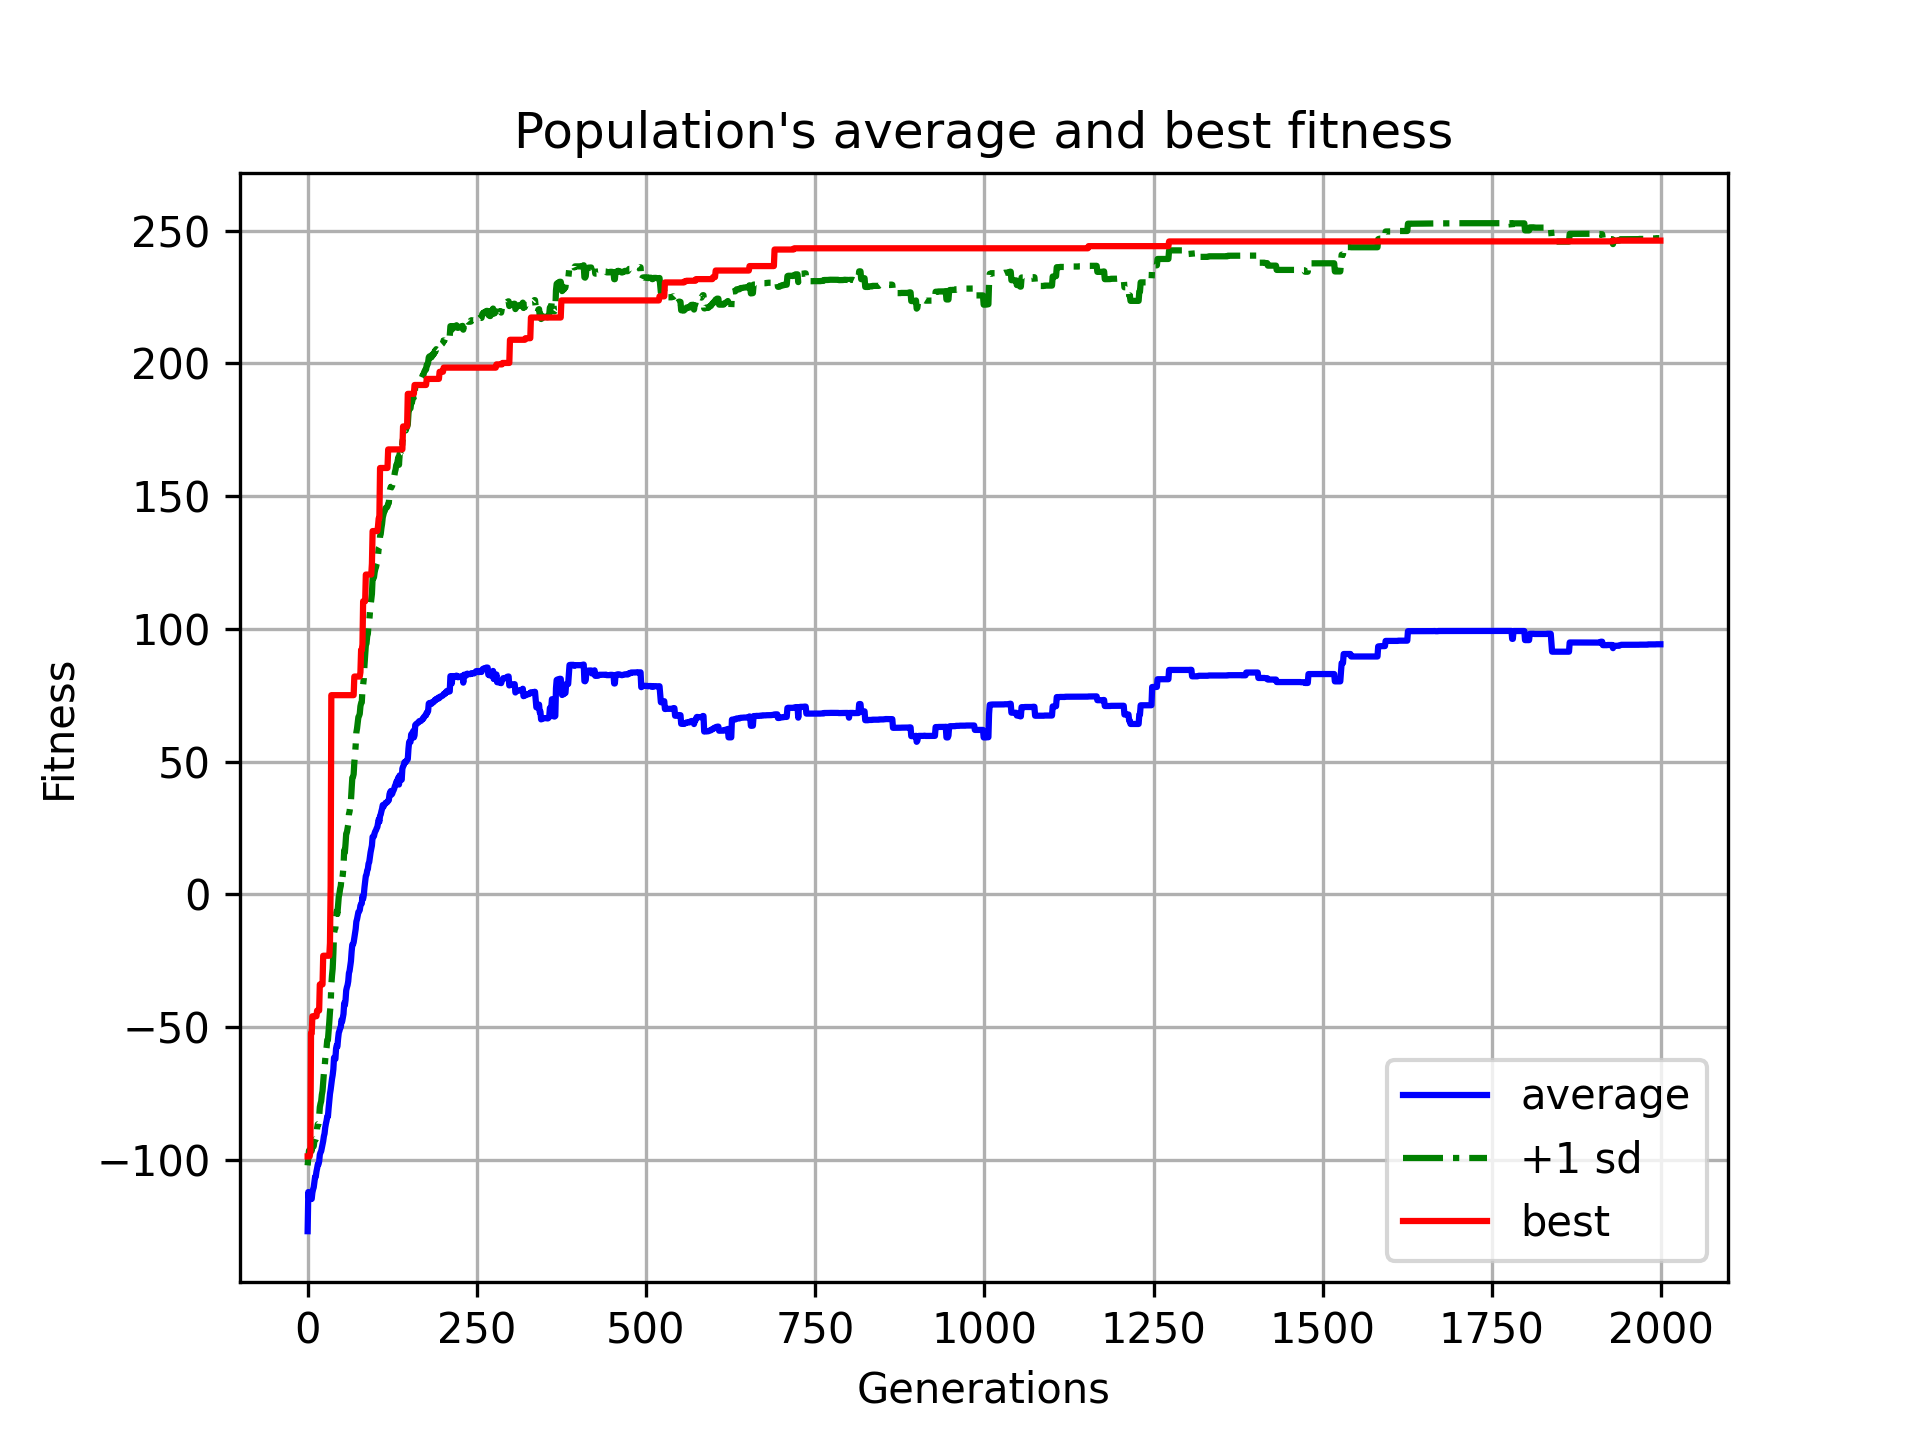 Population's average and best fitness
Fitness
250
200
150
100
50
0
−50
−100
0 250 500 750 1000 1250 1500 1750 2000
Generations
average
+1 sd
best